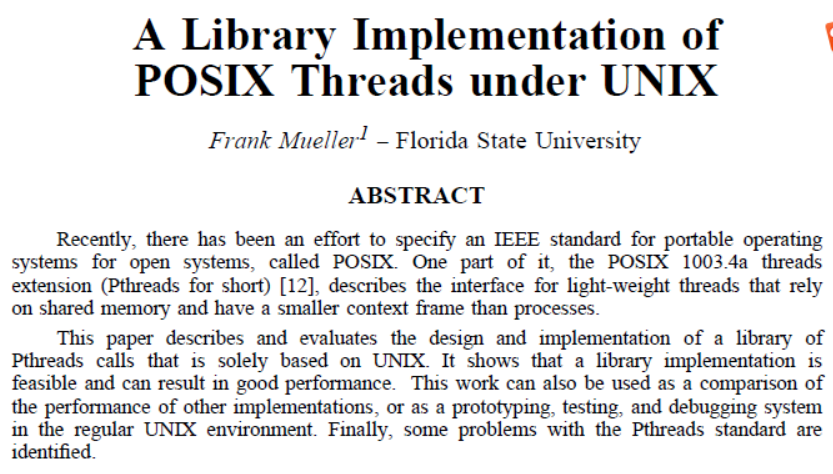 A Library Implementation of
POSIX Threads under UNIX
Frank Mueller1 – Florida State University
ABSTRACT
Recently, there has been an effort to specify an IEEE standard for portable operating
systems for open systems, called POSIX. One part of it, the POSIX 1003.4a threads
extension (Pthreads for short) [12], describes the interface for light-weight threads that rely
on shared memory and have a smaller context frame than processes.
This paper describes and evaluates the design and implementation of a library of
Pthreads calls that is solely based on UNIX. It shows that a library implementation is
feasible and can result in good performance. This work can also be used as a comparison of
the performance of other implementations, or as a prototyping, testing, and debugging system
in the regular UNIX environment. Finally, some problems with the Pthreads standard are
identified.